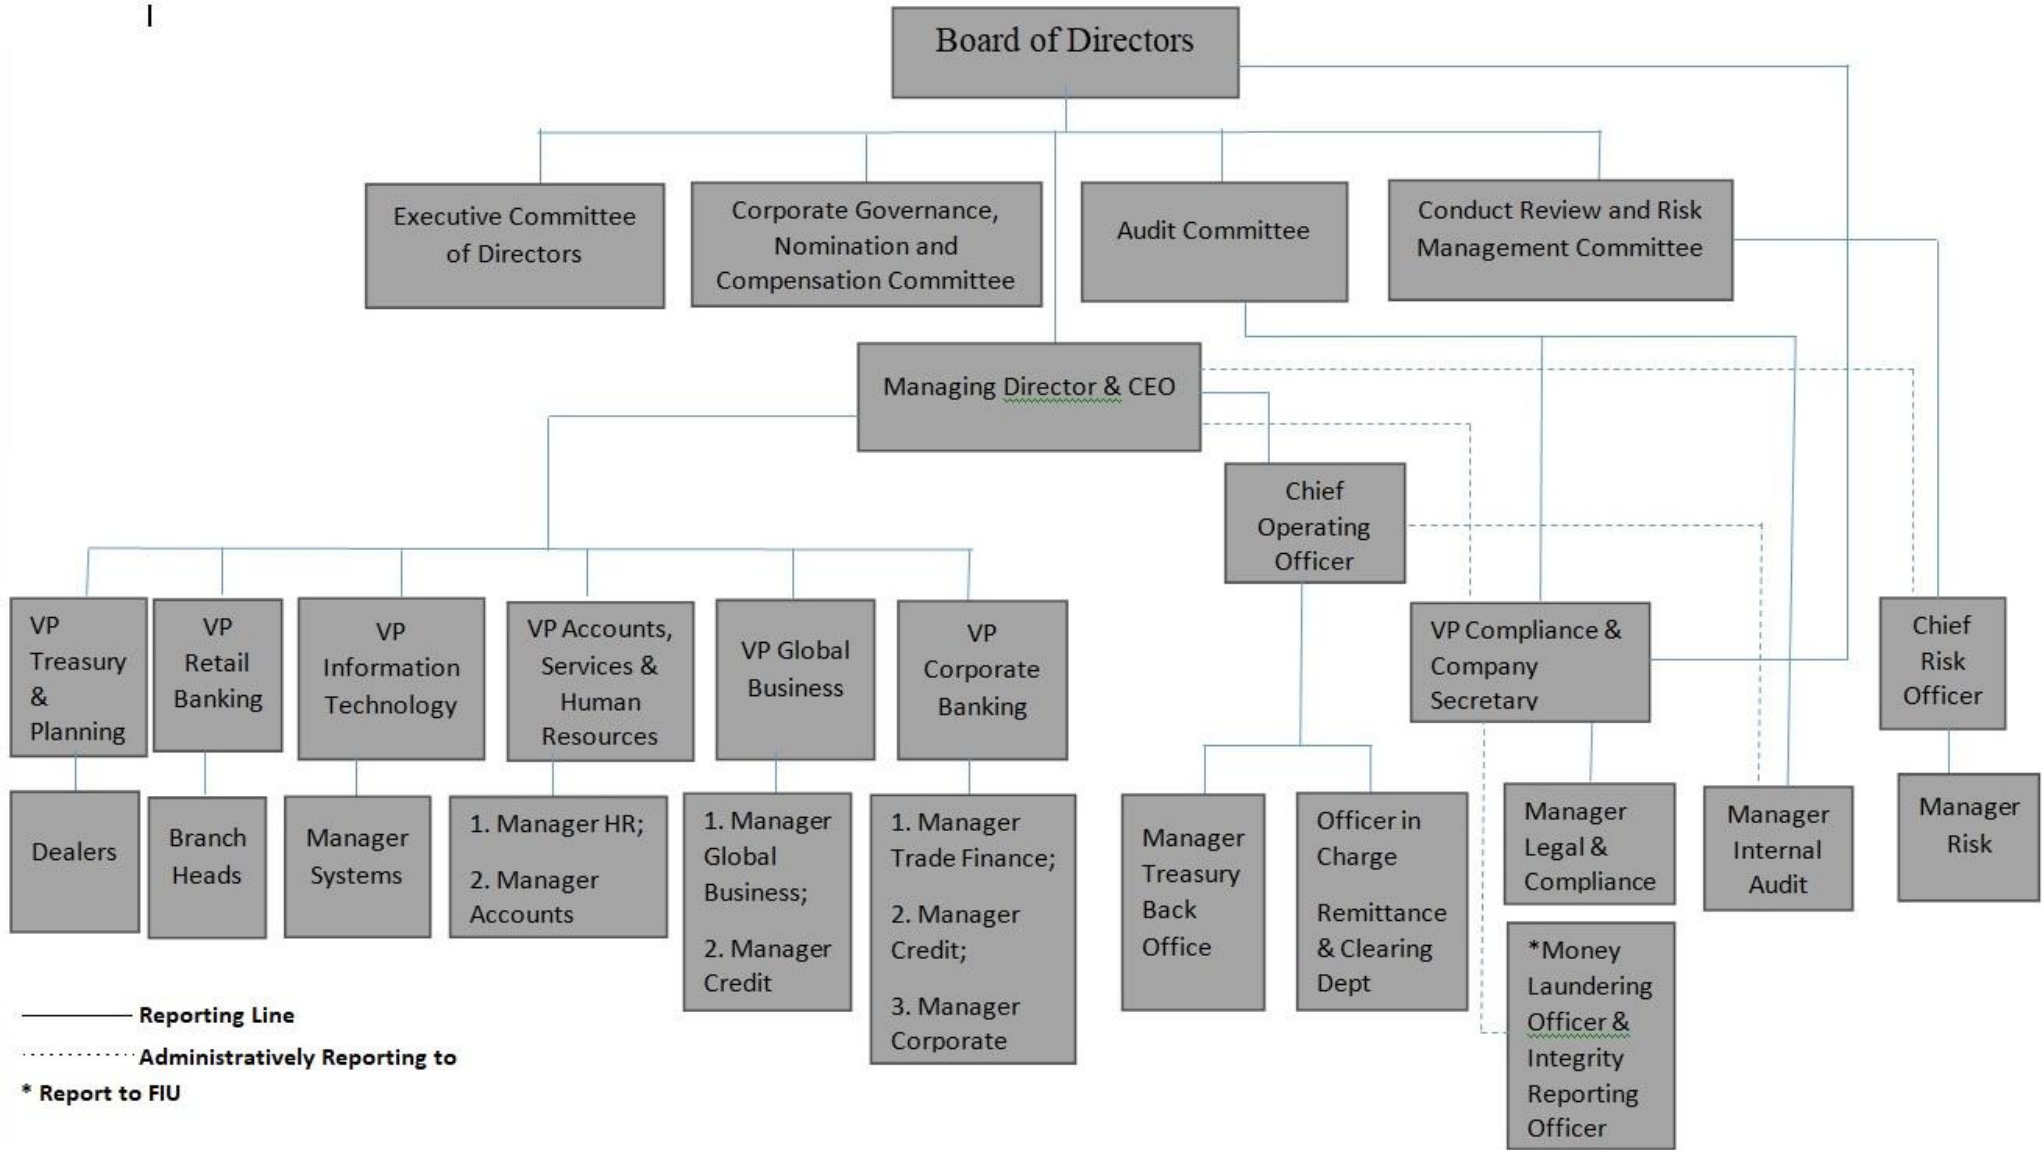 I
Board of Directors
Executive Committee
of Directors
Corporate Governance,
Nomination and
Compensation Committee
Audit Committee
Conduct Review and Risk
Management Committee
Managing Director & CEO
Chief
Operating
Officer
VP
Treasury
&
Planning
VP
Retail
Banking
VP
Information
Technology
VP Accounts,
Services &
Human
Resources
VP Global
Business
VP
Corporate
Banking
VP Compliance &
Company
Secretary
Chief
Risk
Officer
Dealers
Branch
Heads
Manager
Systems
1. Manager HR;
2. Manager
Accounts
1. Manager
Global
Business;
2. Manager
Credit
1. Manager
Trade Finance;
2. Manager
Credit;
3. Manager
Corporate
Manager
Treasury
Back
Office
Officer in
Charge
Remittance
& Clearing
Dept
Manager
Legal &
Compliance
Manager
Internal
Audit
Manager
Risk
*Money
Laundering
Officer &
Integrity
Reporting
Officer
Reporting Line
Administratively Reporting to
* Report to FIU